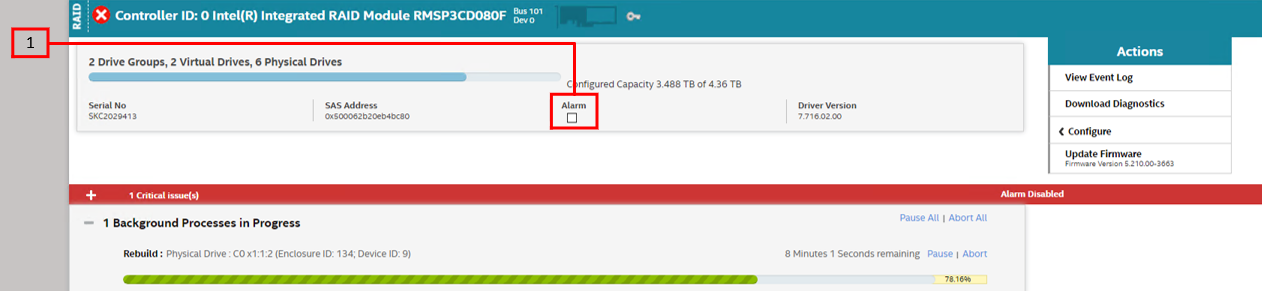 RAID
Controller ID: 0 Intel(R) Integrated RAID Module RMSP3CD080F
Bus 101
Dev 0
1
2 Drive Groups, 2 Virtual Drives, 6 Physical Drives
Configured Capacity 3.488 TB of 4.36 TB
Serial No
SKC2029413
SAS Address
0x500062b20eb4bc80
Alarm
Driver Version
7.716.02.00
Actions
View Event Log
Download Diagnostics
Configure
Update Firmware
Firmware Version 5.210.00-3663
+ 1 Critical issue(s) Alarm Disabled
1 Background Processes in Progress Pause All | Abort All
Rebuild : Physical Drive : C0 x1:1:2 (Enclosure ID: 134; Device ID: 9) 8 Minutes 1 Seconds remaining Pause | Abort
78.16%